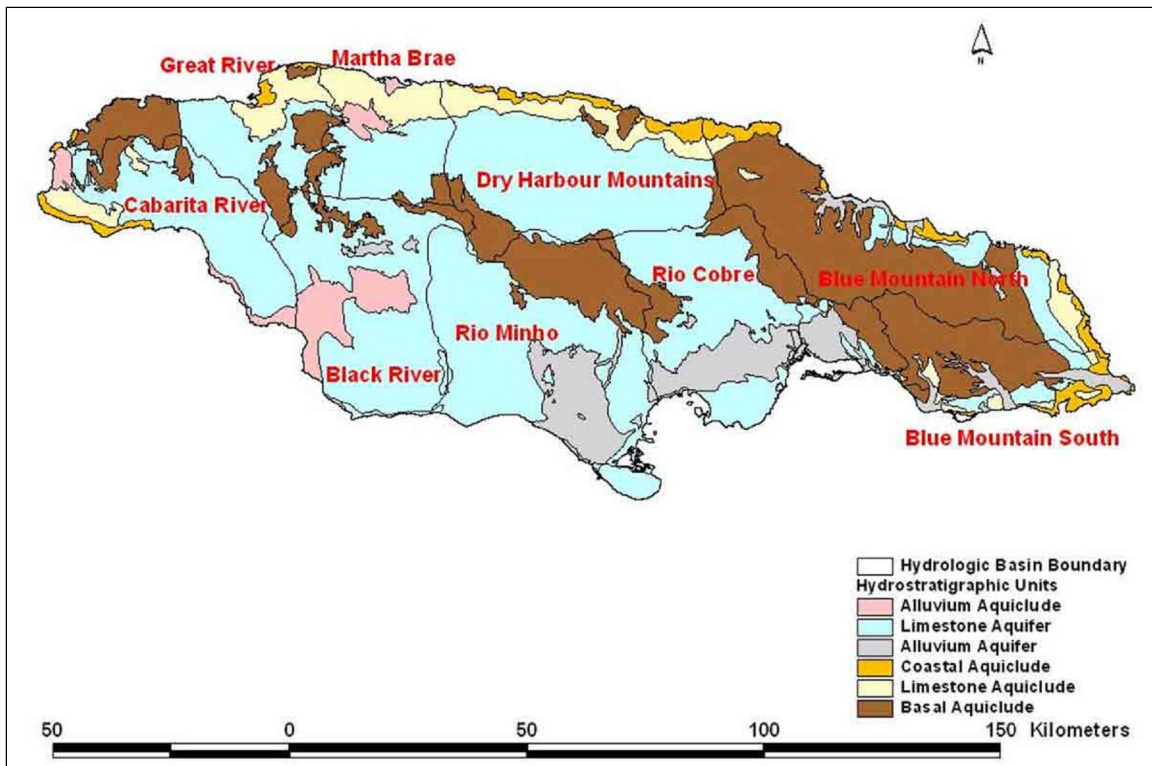 Great River
Martha Brae
N
Dry Harbour Mountains
Cabarita River
Rio Cobre
Blue Mountain North
Rio Minho
Black River
Blue Mountain South
Hydrologic Basin Boundary
Hydrostratigraphic Units
Alluvium Aquiclude
Limestone Aquifer
Alluvium Aquifer
Coastal Aquiclude
Limestone Aquiclude
Basal Aquiclude
50 0 50 100 150 Kilometers